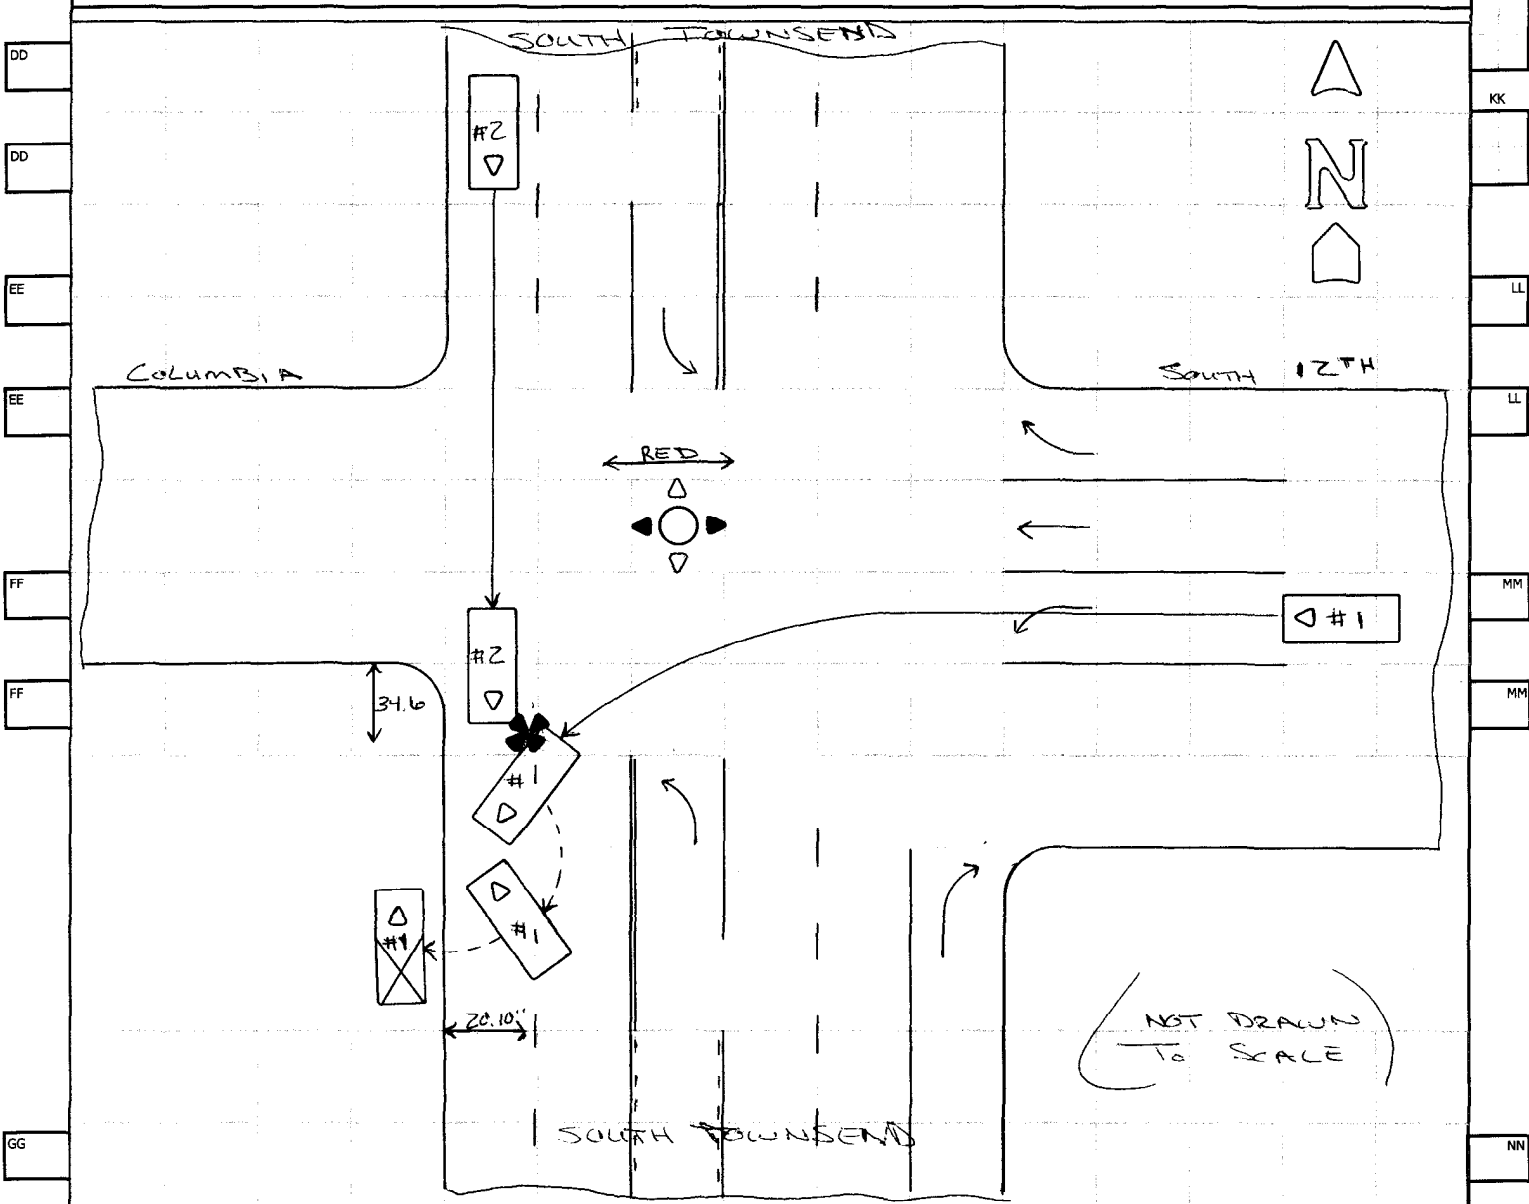 SOUTH TOWNSEND
DD
KK
#2
DD
N
EE
LL
COLUMBIA
SOUTH 12TH
EE
LL
RED
FF
MM
#1
#2
FF
MM
34.6
#1
#1
#1
20.10"
NOT DRAWN
TO SCALE
SOUTH TOWNSEND
GG
NN